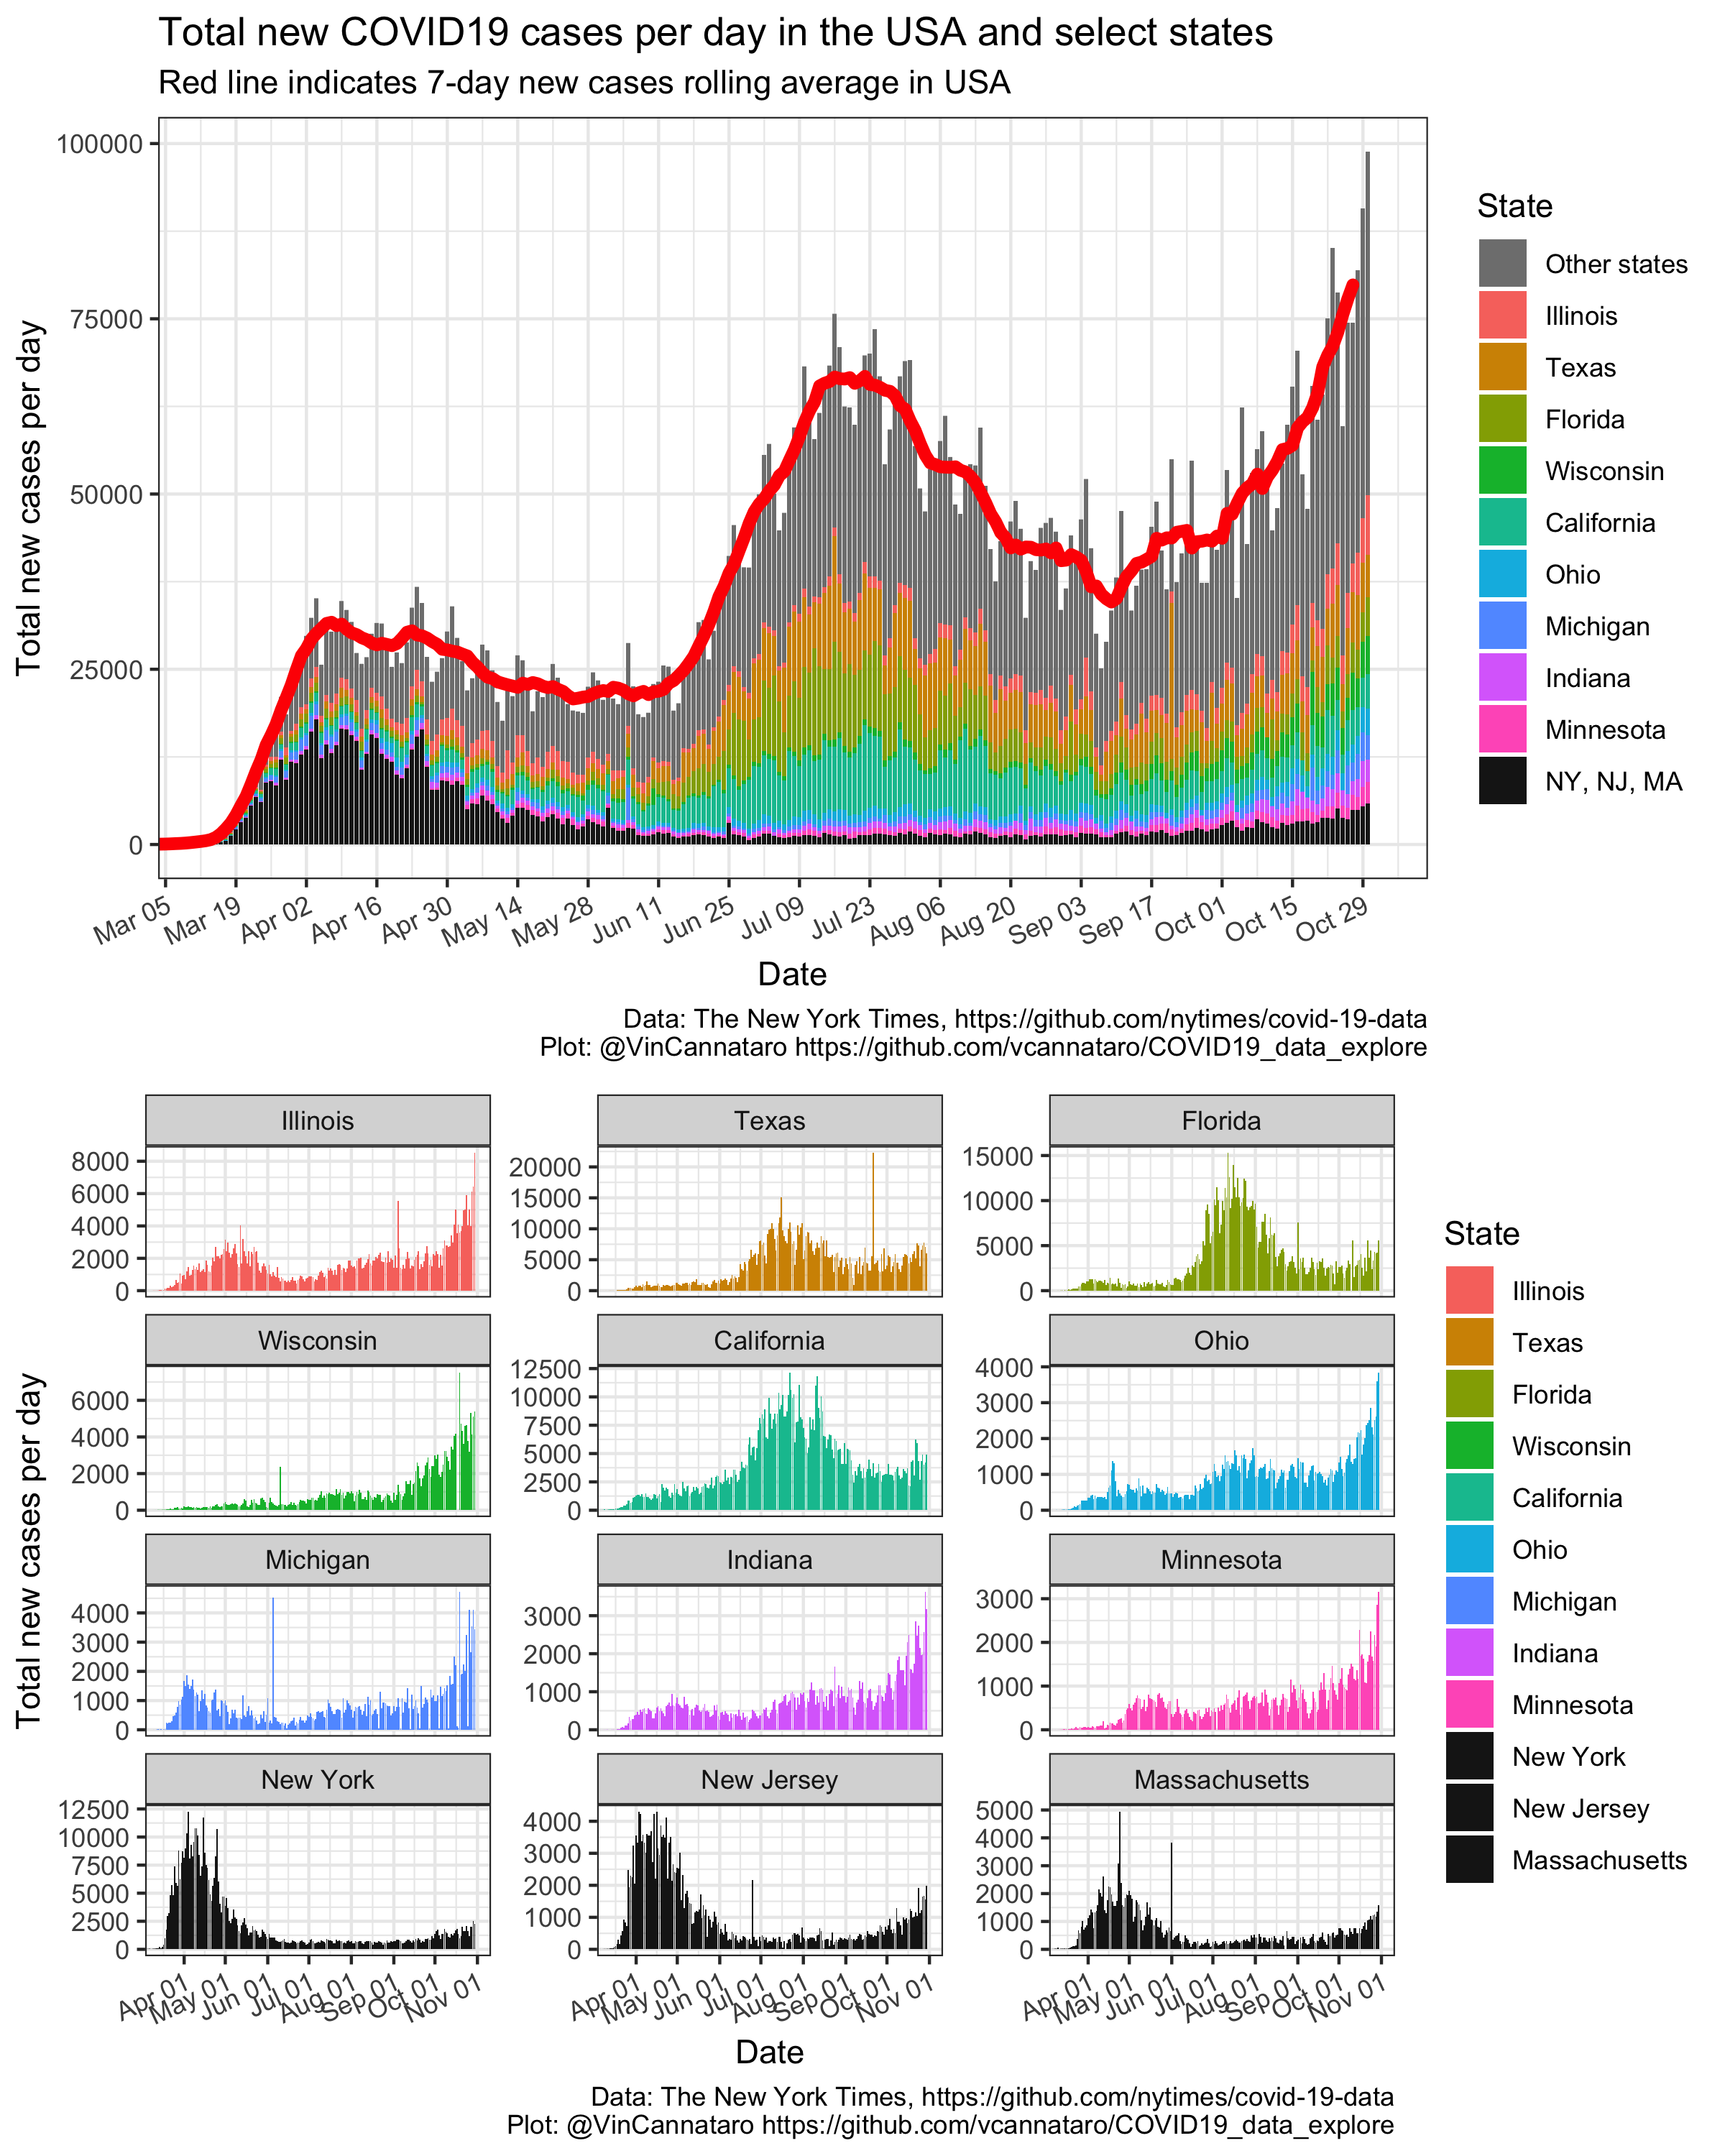 Total new COVID19 cases per day in the USA and select states
Red line indicates 7-day new cases rolling average in USA
Total new cases per day
100000
75000
50000
25000
0
Mar 05
Mar 19
Apr 02
Apr 16
Apr 30
May 14
May 28
Jun 11
Jun 25
Jul 09
Jul 23
Aug 06
Aug 20
Sep 03
Sep 17
Oct 01
Oct 15
Oct 29
Date
State
Other states
Illinois
Texas
Florida
Wisconsin
California
Ohio
Michigan
Indiana
Minnesota
NY, NJ, MA
Data: The New York Times, https://github.com/nytimes/covid-19-data
Plot: @VinCannataro https://github.com/vcannataro/COVID19_data_explore
Total new cases per day
Illinois
8000
6000
4000
2000
0
Texas
20000
15000
10000
5000
0
Florida
15000
10000
5000
0
Wisconsin
6000
4000
2000
0
California
12500
10000
7500
5000
2500
0
Ohio
4000
3000
2000
1000
0
Michigan
4000
3000
2000
1000
0
Indiana
3000
2000
1000
0
Minnesota
3000
2000
1000
0
New York
12500
10000
7500
5000
2500
0
New Jersey
4000
3000
2000
1000
0
Massachusetts
5000
4000
3000
2000
1000
0
Apr 01
May 01
Jun 01
Jul 01
Aug 01
Sep 01
Oct 01
Nov 01
Apr 01
May 01
Jun 01
Jul 01
Aug 01
Sep 01
Oct 01
Nov 01
Apr 01
May 01
Jun 01
Jul 01
Aug 01
Sep 01
Oct 01
Nov 01
Date
State
Illinois
Texas
Florida
Wisconsin
California
Ohio
Michigan
Indiana
Minnesota
New York
New Jersey
Massachusetts
Data: The New York Times, https://github.com/nytimes/covid-19-data
Plot: @VinCannataro https://github.com/vcannataro/COVID19_data_explore